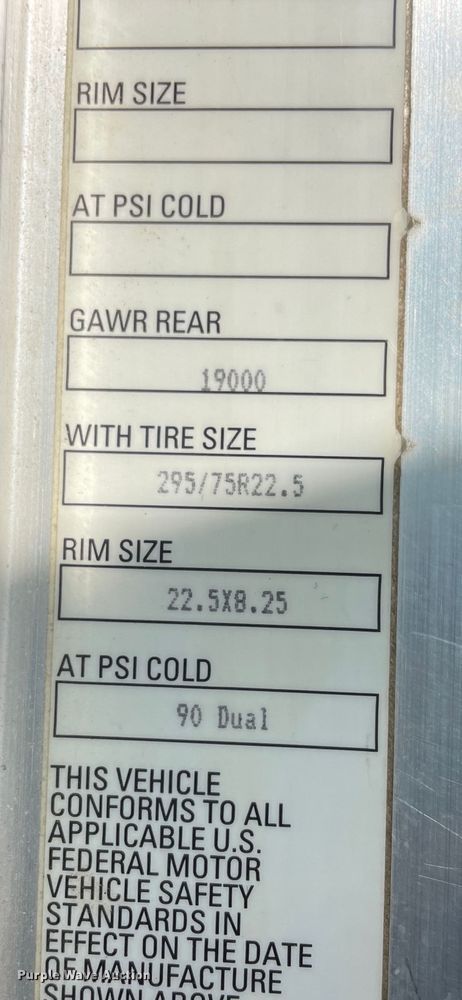 RIM SIZE
AT PSI COLD
GAWR REAR
19000
WITH TIRE SIZE
295/75R22.5
RIM SIZE
22.5X8.25
AT PSI COLD
90 Dual
THIS VEHICLE
CONFORMS TO ALL
APPLICABLE U.S.
FEDERAL MOTOR
VEHICLE SAFETY
STANDARDS IN
EFFECT ON THE DATE
OF MANUFACTURE
Purple Wave Auction
SHOWN ABOVE